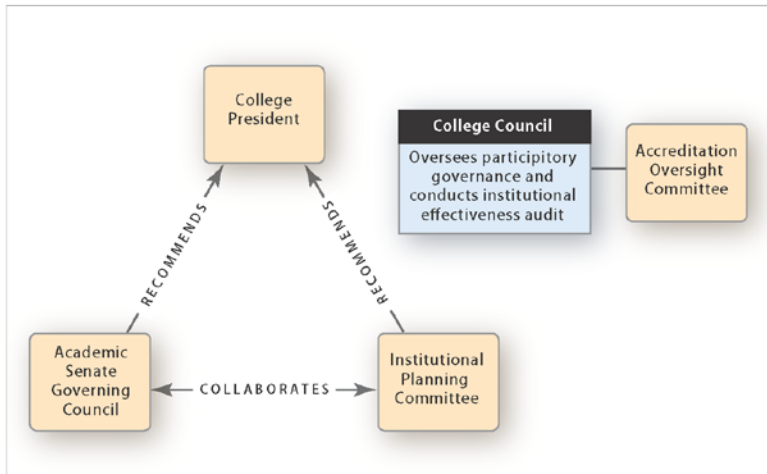 College
President
College Council
Oversees participitory
governance and
conducts institutional
effectiveness audit
Accreditation
Oversight
Committee
RECOMMENDS
RECOMMENDS
Academic
Senate
Governing
Council
COLLABORATES
Institutional
Planning
Committee